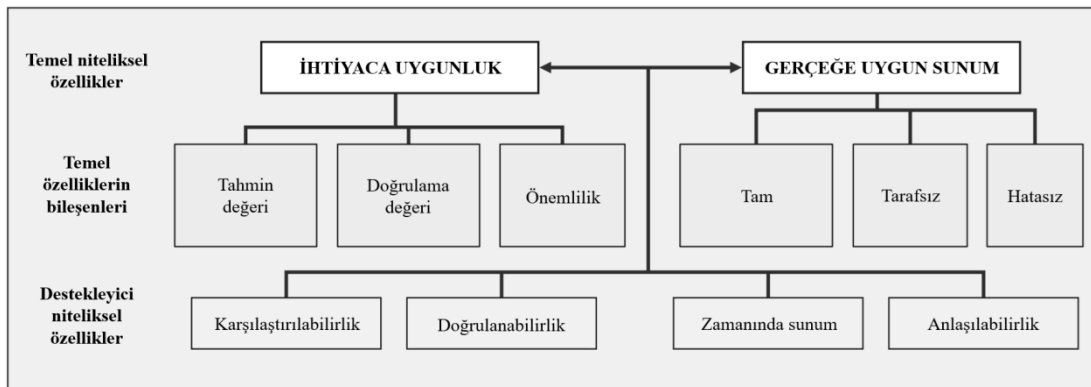 Temel niteliksel
özellikler
İHTİYACA UYGUNLUK
GERÇEĞE UYGUN SUNUM
Temel
özelliklerin
bileşenleri
Tahmin
değeri
Doğrulama
değeri
Önemlilik
Tam
Tarafsız
Hatasız
Destekleyici
niteliksel
özellikler
Karşılaştırılabilirlik
Doğrulanabilirlik
Zamanında sunum
Anlaşılabilirlik